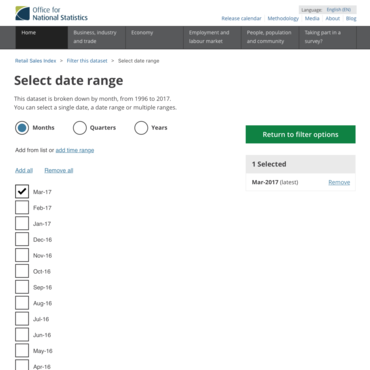 Office for
National Statistics
Language: English (EN)
Release calendar Methodology Media About Blog
Home
Business, industry
and trade
Economy
Employment and
labour market
People, population
and community
Taking part in a
survey?
Retail Sales Index > Filter this dataset > Select date range
Select date range
This dataset is broken down by month, from 1996 to 2017.
You can select a single date, a date range or multiple ranges.
Months Quarters Years
Return to filter options
Add from list or add time range
1 Selected
Add all Remove all
Mar-2017 (latest) Remove
Mar-17
Feb-17
Jan-17
Dec-16
Nov-16
Oct-16
Sep-16
Aug-16
Jul-16
Jun-16
May-16
Apr-16